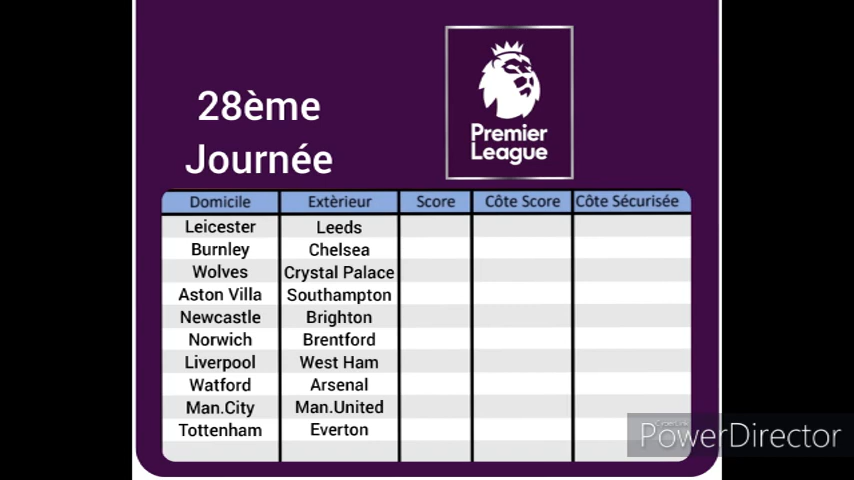 28ème
Journée
Premier
League
Domicile Extèrieur Score Côte Score Côte Sécurisée
Leicester Leeds
Burnley Chelsea
Wolves Crystal Palace
Aston Villa Southampton
Newcastle Brighton
Norwich Brentford
Liverpool West Ham
Watford Arsenal
Man.City Man.United
Tottenham Everton
CyberLink
PowerDirector